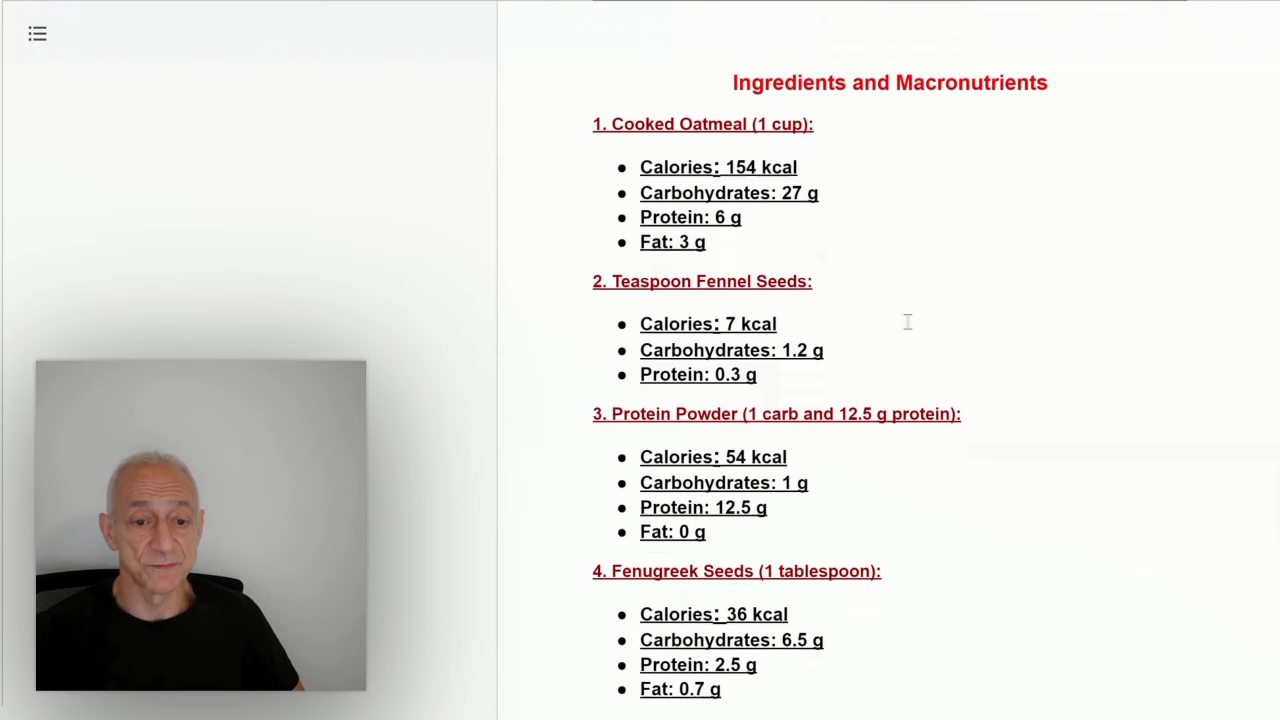 Ingredients and Macronutrients
1. Cooked Oatmeal (1 cup):
● Calories: 154 kcal
● Carbohydrates: 27 g
● Protein: 6 g
● Fat: 3 g
2. Teaspoon Fennel Seeds:
● Calories: 7 kcal
● Carbohydrates: 1.2 g
● Protein: 0.3 g
3. Protein Powder (1 carb and 12.5 g protein):
● Calories: 54 kcal
● Carbohydrates: 1 g
● Protein: 12.5 g
● Fat: 0 g
4. Fenugreek Seeds (1 tablespoon):
● Calories: 36 kcal
● Carbohydrates: 6.5 g
● Protein: 2.5 g
● Fat: 0.7 g